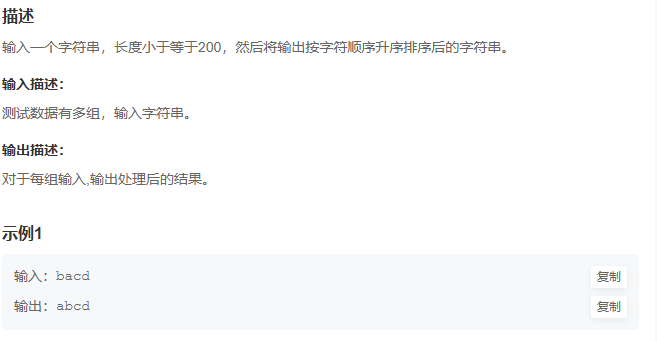 描述
输入一个字符串，长度小于等于200，然后将输出按字符顺序升序排序后的字符串。
输入描述：
测试数据有多组，输入字符串。
输出描述：
对于每组输入,输出处理后的结果。
示例1
输入：bacd
复制
输出：abcd
复制